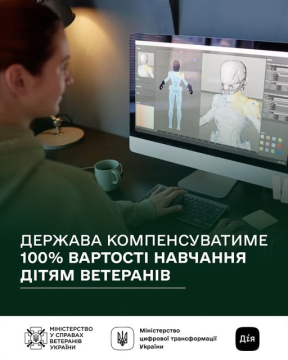 ДЕРЖАВА КОМПЕНСУВАТИМЕ
100% ВАРТОСТІ НАВЧАННЯ
ДІТЯМ ВЕТЕРАНІВ
МІНІСТЕРСТВО
У СПРАВАХ
ВЕТЕРАНІВ
УКРАЇНИ
Міністерство
цифрової трансформації
України
Дія